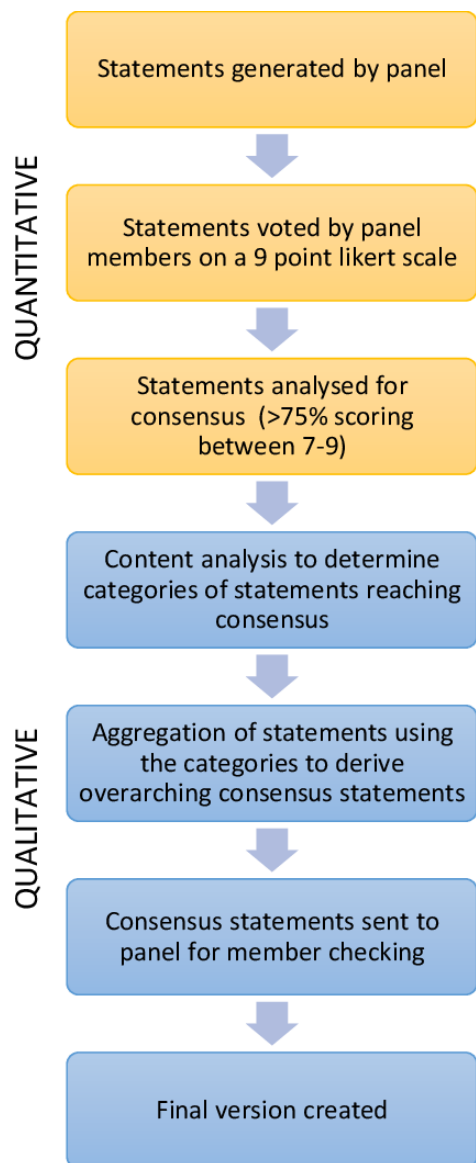 QUANTITATIVE
Statements generated by panel
Statements voted by panel
members on a 9 point likert scale
Statements analysed for
consensus (>75% scoring
between 7-9)
QUALITATIVE
Content analysis to determine
categories of statements reaching
consensus
Aggregation of statements using
the categories to derive
overarching consensus statements
Consensus statements sent to
panel for member checking
Final version created